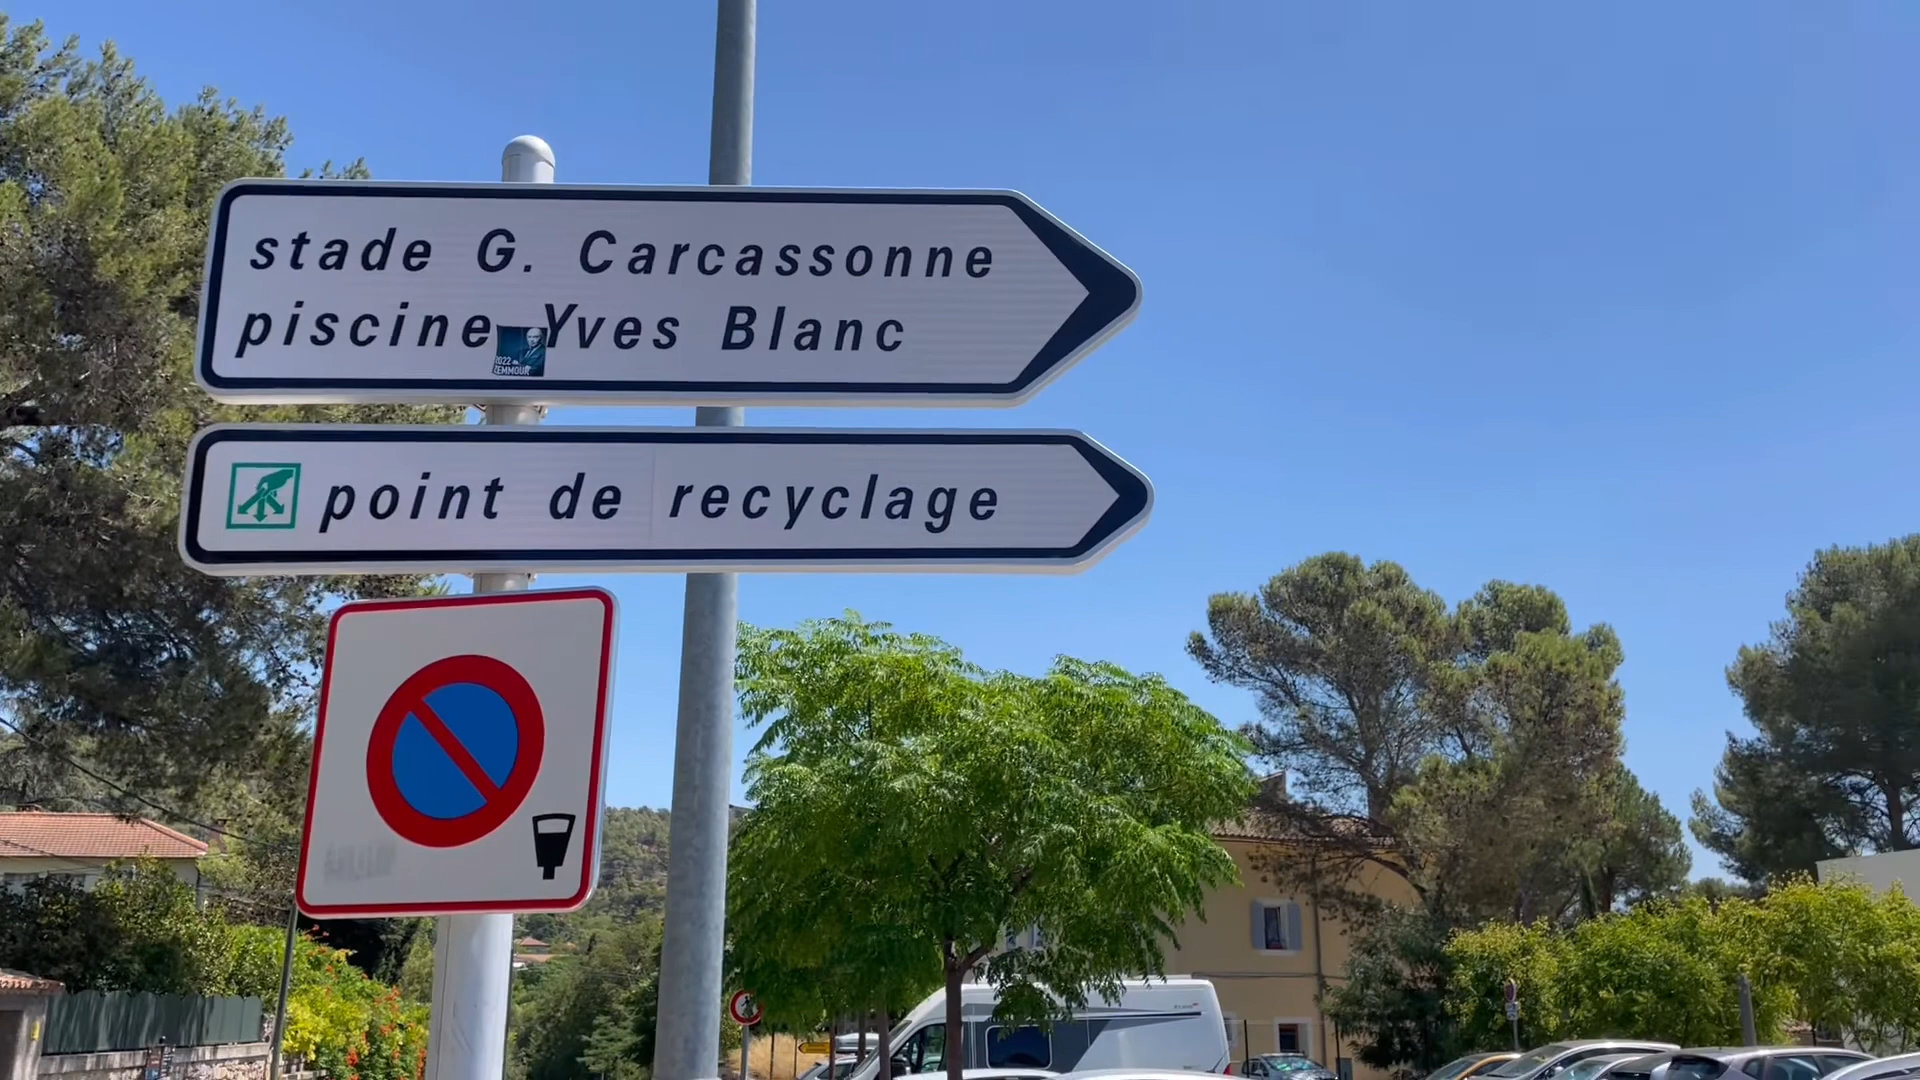 stade G. Carcassonne
piscine Yves Blanc
2022
ZEMMOUR
point de recyclage